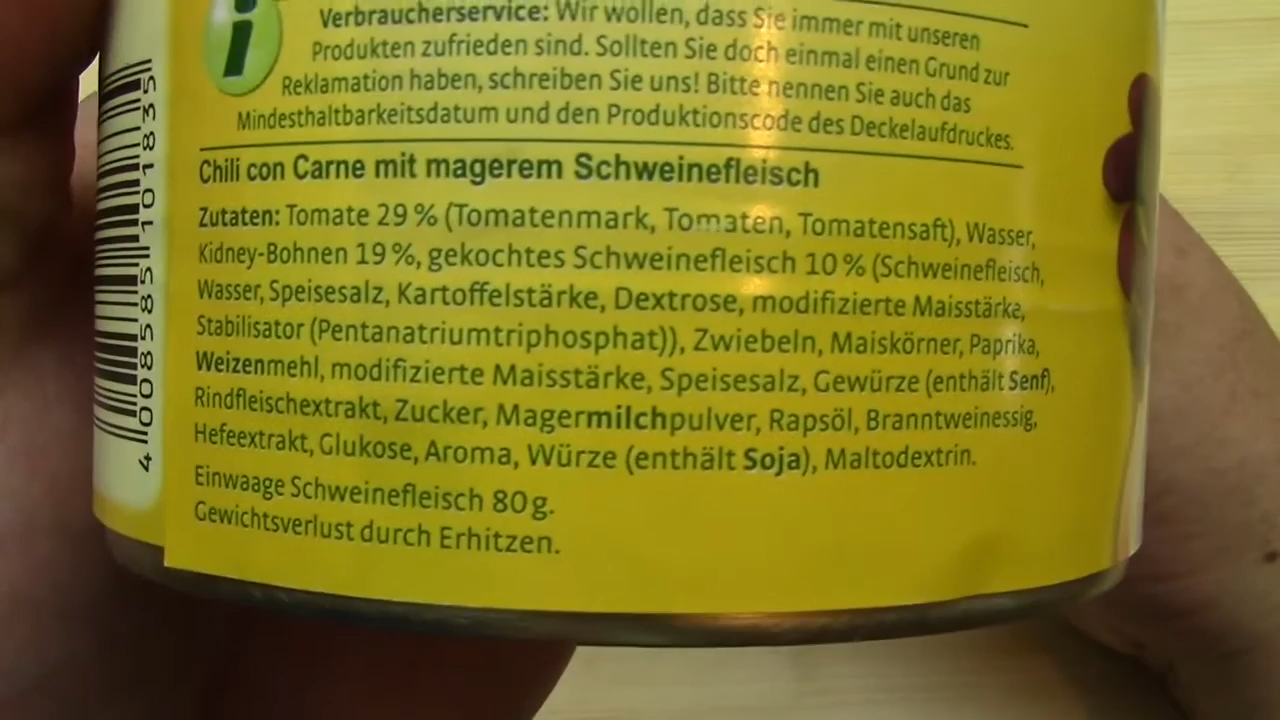 Verbraucherservice: Wir wollen, dass Sie immer mit unseren
Produkten zufrieden sind. Sollten Sie doch einmal einen Grund zur
Reklamation haben, schreiben Sie uns! Bitte nennen Sie auch das
Mindesthaltbarkeitsdatum und den Produktionscode des Deckelaufdruckes.
Chili con Carne mit magerem Schweinefleisch
Zutaten: Tomate 29 % (Tomatenmark, Tomaten, Tomatensaft), Wasser,
Kidney-Bohnen 19 %, gekochtes Schweinefleisch 10 % (Schweinefleisch,
Wasser, Speisesalz, Kartoffelstärke, Dextrose, modifizierte Maisstärke,
Stabilisator (Pentanatriumtriphosphat)), Zwiebeln, Maiskörner, Paprika,
Weizenmehl, modifizierte Maisstärke, Speisesalz, Gewürze (enthält Senf),
Rindfleischextrakt, Zucker, Magermilchpulver, Rapsöl, Branntweinessig,
Hefeextrakt, Glukose, Aroma, Würze (enthält Soja), Maltodextrin.
Einwaage Schweinefleisch 80 g.
Gewichtsverlust durch Erhitzen.
4 008585 101835